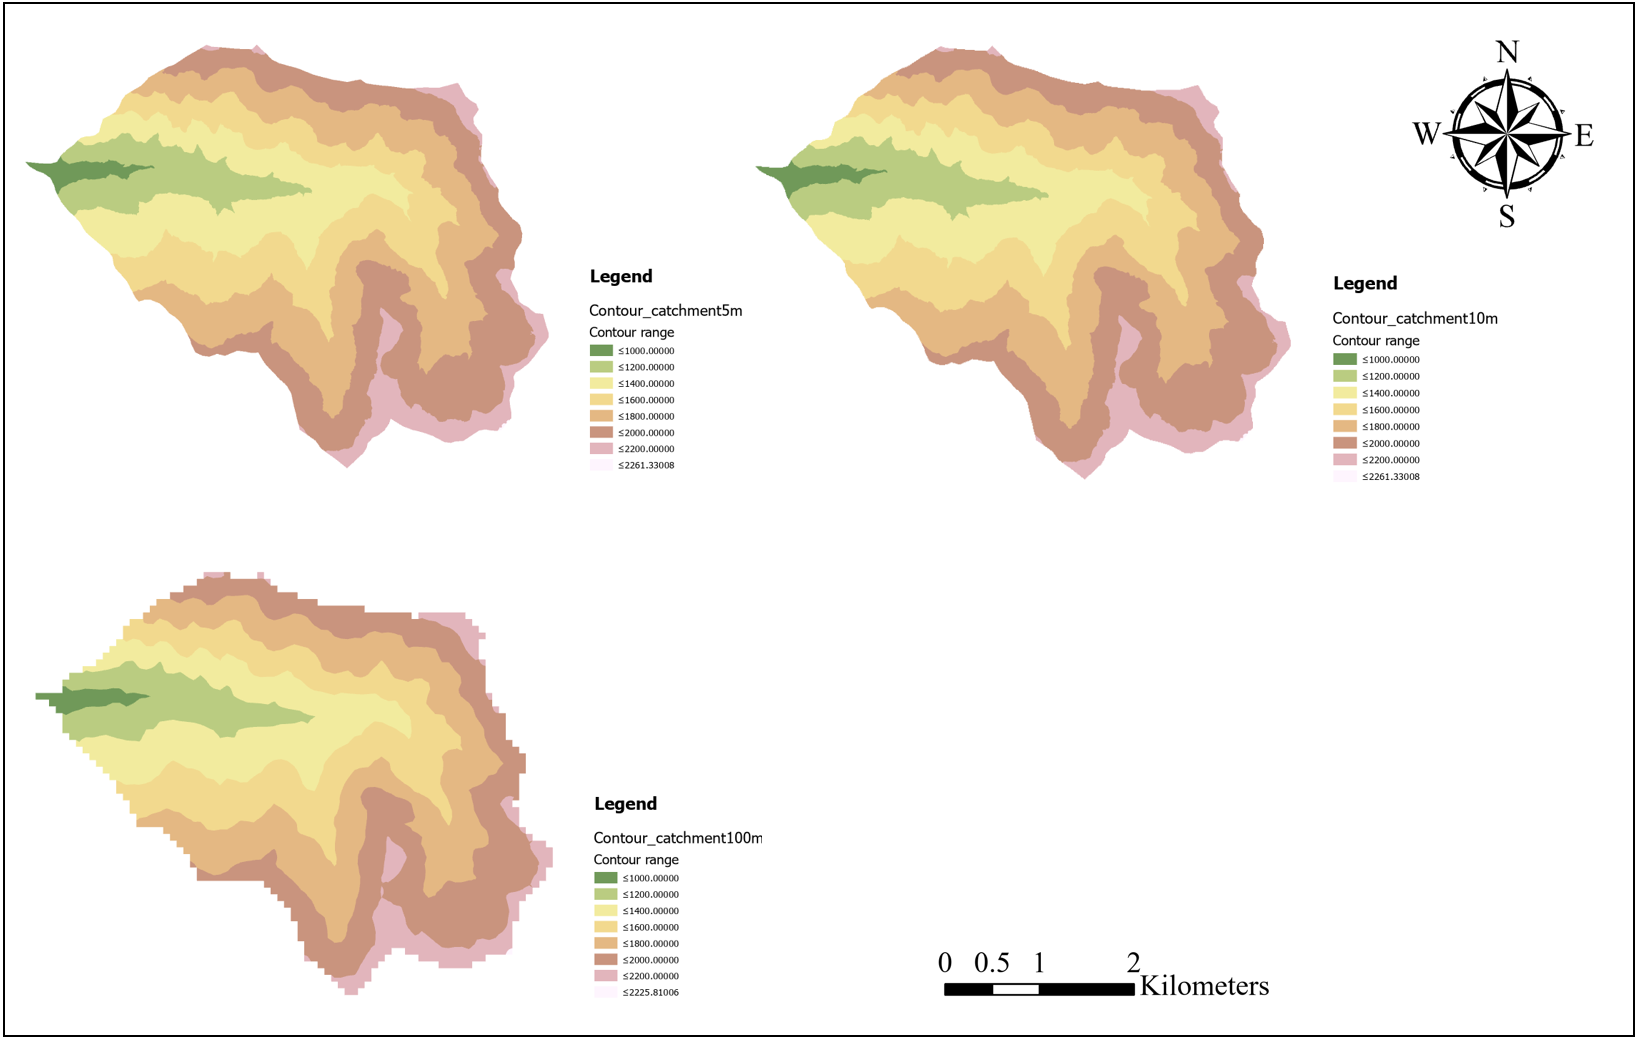 N
W E
S
Legend
Contour_catchment5m
Contour range
≤1000.00000
≤1200.00000
≤1400.00000
≤1600.00000
≤1800.00000
≤2000.00000
≤2200.00000
≤2261.33008
Legend
Contour_catchment10m
Contour range
≤1000.00000
≤1200.00000
≤1400.00000
≤1600.00000
≤1800.00000
≤2000.00000
≤2200.00000
≤2261.33008
Legend
Contour_catchment100m
Contour range
≤1000.00000
≤1200.00000
≤1400.00000
≤1600.00000
≤1800.00000
≤2000.00000
≤2200.00000
≤2225.81006
0 0.5 1 2
Kilometers